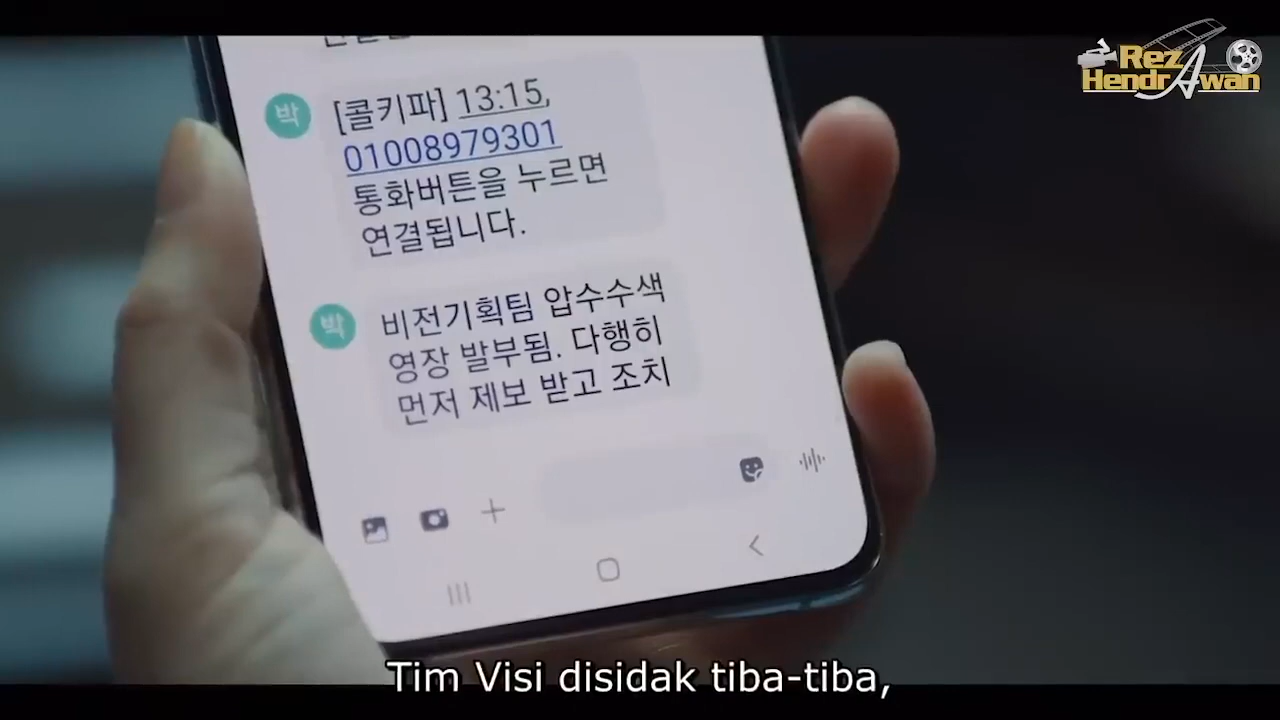 Rez
HendrAwan
박
[콜키파] 13:15,
01008979301
통화버튼을 누르면
연결됩니다.
박
비전기획팀 압수수색
영장 발부됨. 다행히
먼저 제보 받고 조치
Tim Visi disidak tiba-tiba,